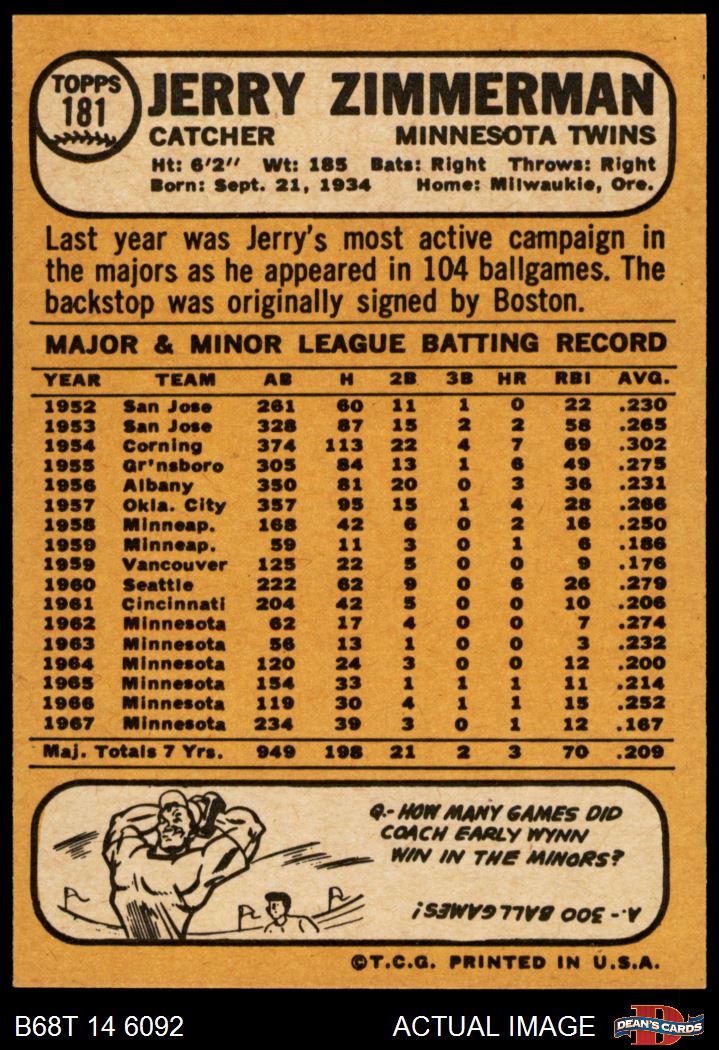 TOPPS
181
JERRY ZIMMERMAN
CATCHER MINNESOTA TWINS
Ht: 6'2" Wt: 185 Bats: Right Throws: Right
Born: Sept. 21, 1934 Home: Milwaukie, Ore.
Last year was Jerry's most active campaign in
the majors as he appeared in 104 ballgames. The
backstop was originally signed by Boston.
MAJOR & MINOR LEAGUE BATTING RECORD
YEAR TEAM AB H 2B 3B HR RBI AVG.
1952 San Jose 261 60 11 1 0 22 .230
1953 San Jose 328 87 15 2 2 58 .265
1954 Corning 374 113 22 4 7 69 .302
1955 Gr'nsboro 305 84 13 1 6 49 .275
1956 Albany 350 81 20 0 3 36 .231
1957 Okla. City 357 95 15 1 4 28 .266
1958 Minneap. 168 42 6 0 2 16 .250
1959 Minneap. 59 11 3 0 1 6 .186
1959 Vancouver 125 22 5 0 0 9 .176
1960 Seattle 222 62 9 0 6 26 .279
1961 Cincinnati 204 42 5 0 0 10 .206
1962 Minnesota 62 17 4 0 0 7 .274
1963 Minnesota 56 13 1 0 0 3 .232
1964 Minnesota 120 24 3 0 0 12 .200
1965 Minnesota 154 33 1 1 1 11 .214
1966 Minnesota 119 30 4 1 1 15 .252
1967 Minnesota 234 39 3 0 1 12 .167
Maj. Totals 7 Yrs. 949 198 21 2 3 70 .209
Q.- HOW MANY GAMES DID
COACH EARLY WYNN
WIN IN THE MINORS?
A.- 300 BALLGAMES!
©T.C.G. PRINTED IN U.S.A.
B68T 14 6092 ACTUAL IMAGE DEAN'S CARDS